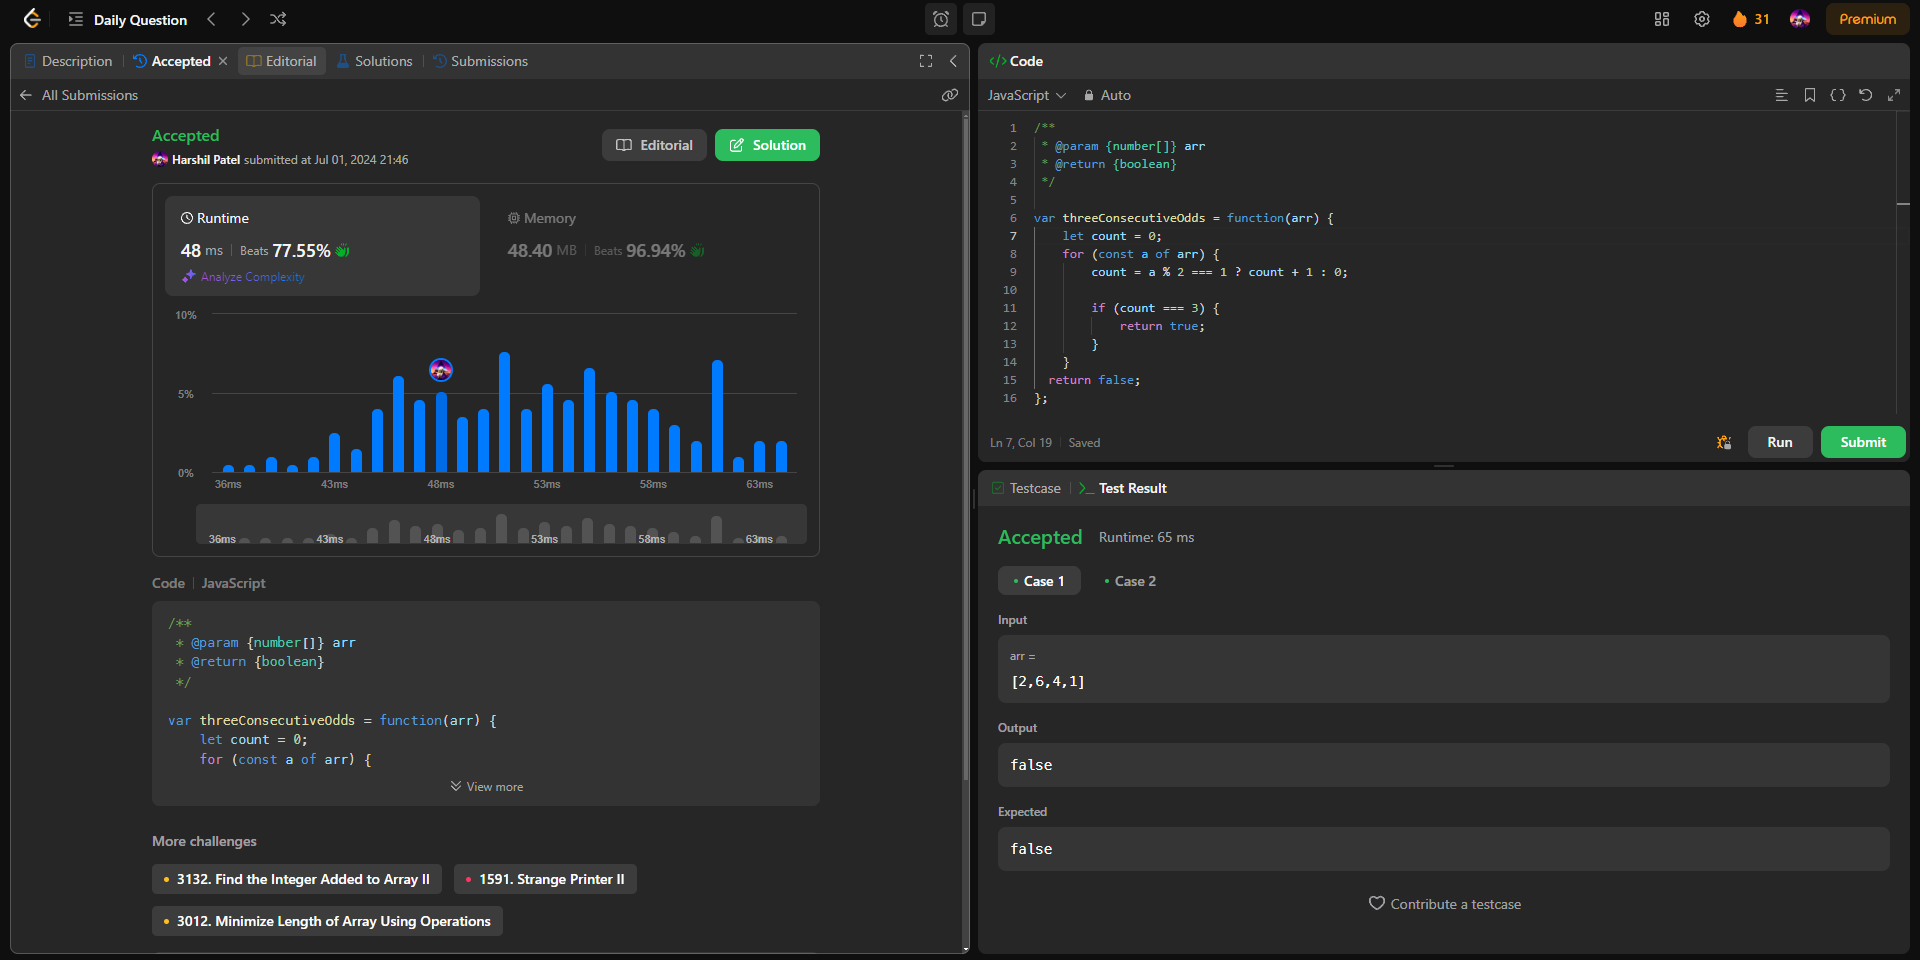 Daily Question
31
Premium
Description
Accepted
Editorial
Solutions
Submissions
All Submissions
Accepted
Harshil Patel submitted at Jul 01, 2024 21:46
Editorial
Solution
Runtime
48 ms
Beats 77.55%
Analyze Complexity
Memory
48.40 MB
Beats 96.94%
10%
5%
0%
36ms 43ms 48ms 53ms 58ms 63ms
36ms 43ms 48ms 53ms 58ms 63ms
Code
JavaScript
/**
 * @param {number[]} arr
 * @return {boolean}
 */
var threeConsecutiveOdds = function(arr) {
    let count = 0;
    for (const a of arr) {
View more
More challenges
3132. Find the Integer Added to Array II
1591. Strange Printer II
3012. Minimize Length of Array Using Operations
</> Code
JavaScript
Auto
1 /**
2  * @param {number[]} arr
3  * @return {boolean}
4  */
5
6 var threeConsecutiveOdds = function(arr) {
7     let count = 0;
8     for (const a of arr) {
9         count = a % 2 === 1 ? count + 1 : 0;
10
11         if (count === 3) {
12             return true;
13         }
14     }
15   return false;
16 };
Ln 7, Col 19
Saved
Run
Submit
Testcase
Test Result
Accepted
Runtime: 65 ms
Case 1
Case 2
Input
arr =
[2,6,4,1]
Output
false
Expected
false
Contribute a testcase